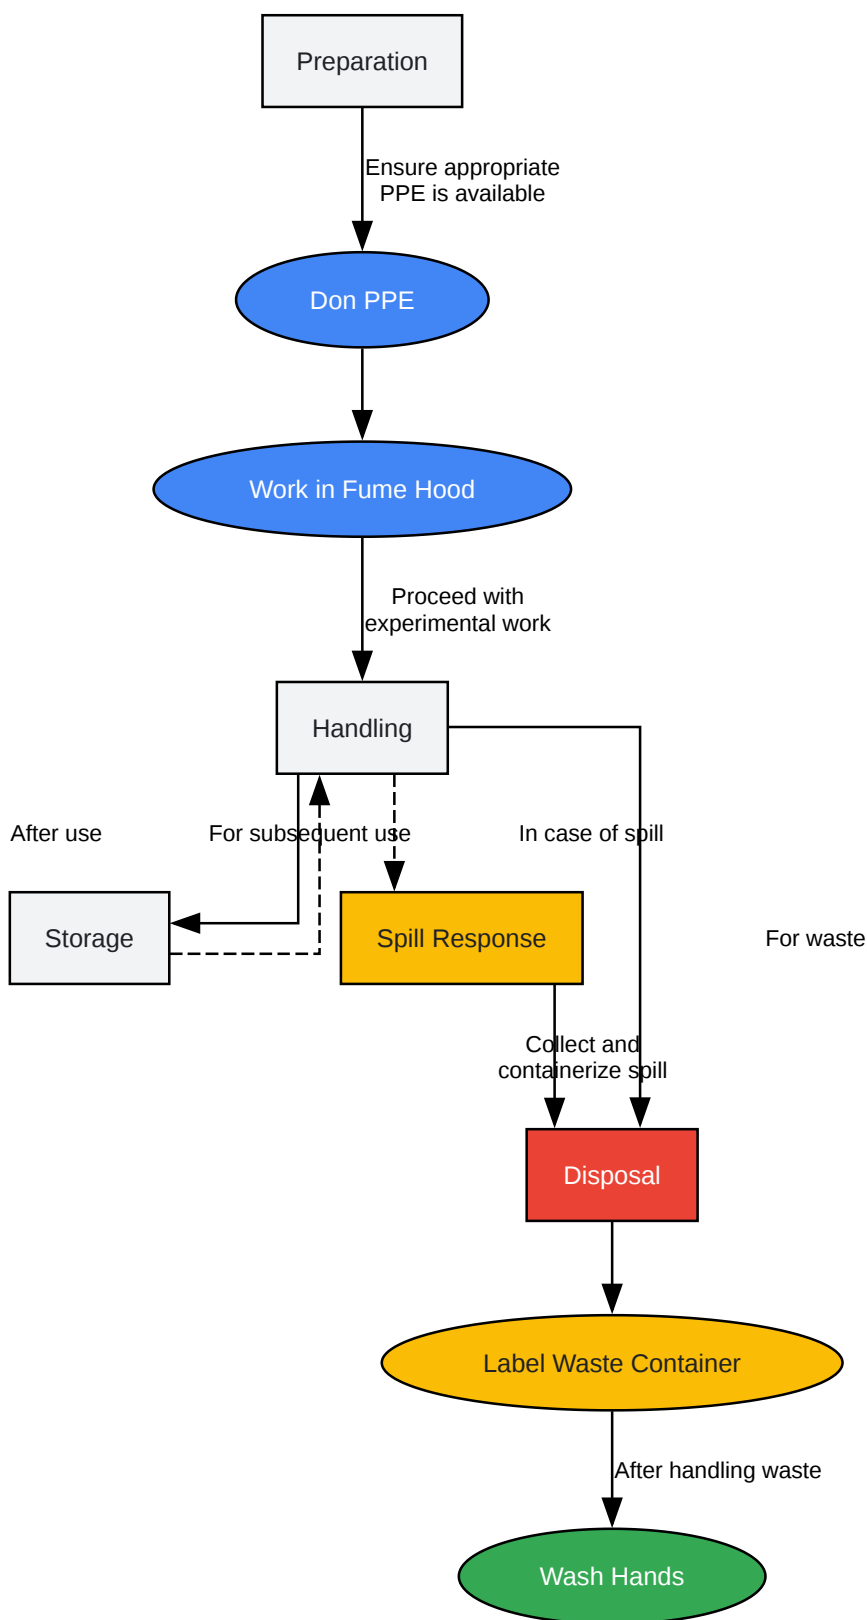 Preparation
Ensure appropriate
PPE is available
Don PPE
Work in Fume Hood
Proceed with
experimental work
Handling
After use
For subsequent use
In case of spill
Storage
Spill Response
For waste
Collect and
containerize spill
Disposal
Label Waste Container
After handling waste
Wash Hands